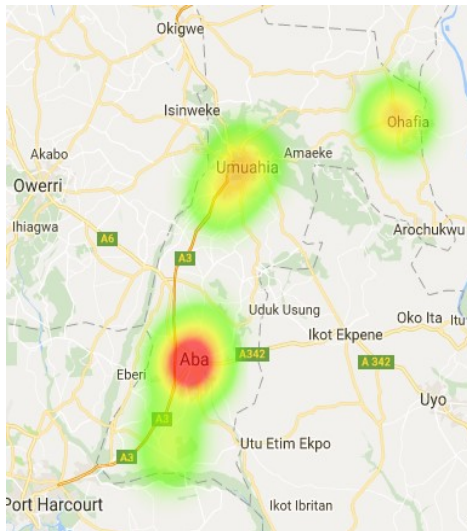 Okigwe
Isinweke
Ohafia
Akabo
Umuahia
Amaeke
Owerri
Ihiagwa
Arochukwu
A6
A3
Uduk Usung
Oko Ita
Itu
Ikot Ekpene
Aba
A342
A 342
Eberi
Uyo
A3
Utu Etim Ekpo
A3
Port Harcourt
Ikot Ibritan